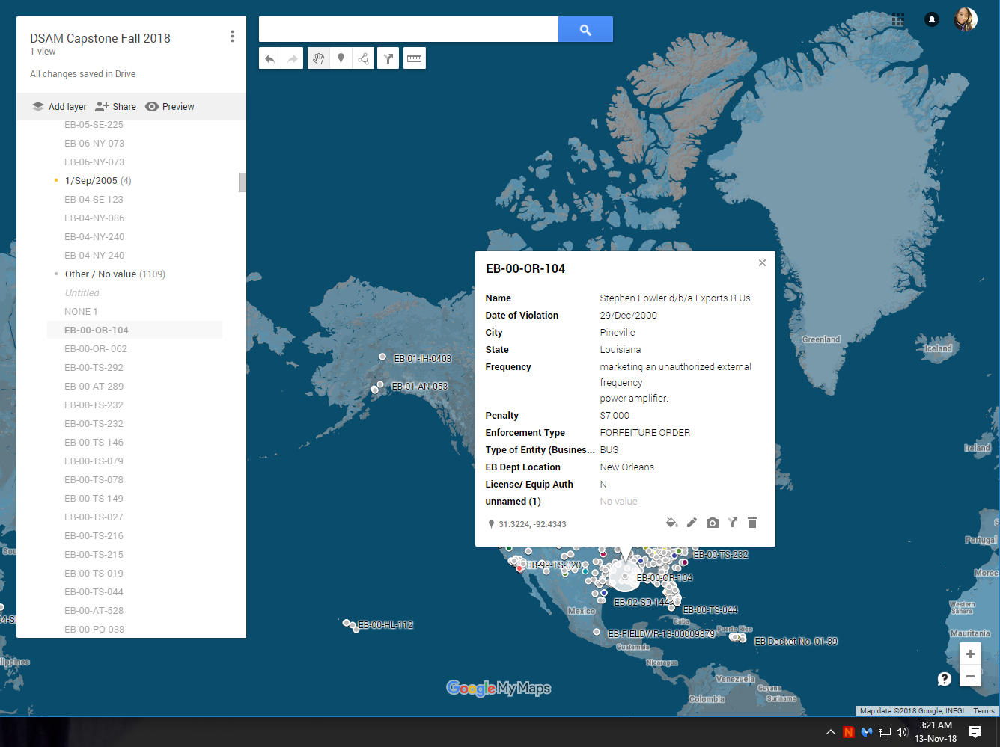 DSAM Capstone Fall 2018
1 view
All changes saved in Drive
Add layer Share Preview
EB-05-SE-225
EB-06-NY-073
EB-06-NY-073
1/Sep/2005 (4)
EB-04-SE-123
EB-04-NY-086
EB-04-NY-240
EB-04-NY-240
Other / No value (1109)
Untitled
NONE 1
EB-00-OR-104
EB-00-OR- 062
EB-00-TS-292
EB-00-AT-289
EB-00-TS-232
EB-00-TS-232
EB-00-TS-146
EB-00-TS-079
EB-00-TS-078
EB-00-TS-149
EB-00-TS-027
EB-00-TS-216
EB-00-TS-215
EB-00-TS-019
EB-00-TS-044
EB-00-AT-528
EB-00-PO-038
EB-00-OR-104
Name Stephen Fowler d/b/a Exports R Us
Date of Violation 29/Dec/2000
City Pineville
State Louisiana
Frequency marketing an unauthorized external
frequency
power amplifier.
Penalty $7,000
Enforcement Type FORFEITURE ORDER
Type of Entity (Busines... BUS
EB Dept Location New Orleans
License/ Equip Auth N
unnamed (1) No value
31.3224, -92.4343
Greenland
Iceland
Ireland
Portugal
Morocc
Western
Sahara
Mauritania
EB 01-IH-0403
EB-01-AN-053
EB-99-TS-020
EB-00-TS-232
EB-00-OR-104
EB-02-SD-144
EB-00-TS-044
Mexico
Cuba
EB-00-HL-112
EB-FIELDWR-13-00009879
Puerto Rico
EB Docket No. 01-39
Guatemala
Nicaragua
Venezuela
Guyana
Suriname
Colombia
Sou
04-SE
ilippines
Google My Maps
Map data ©2018 Google, INEGI Terms
N
3:21 AM
13-Nov-18